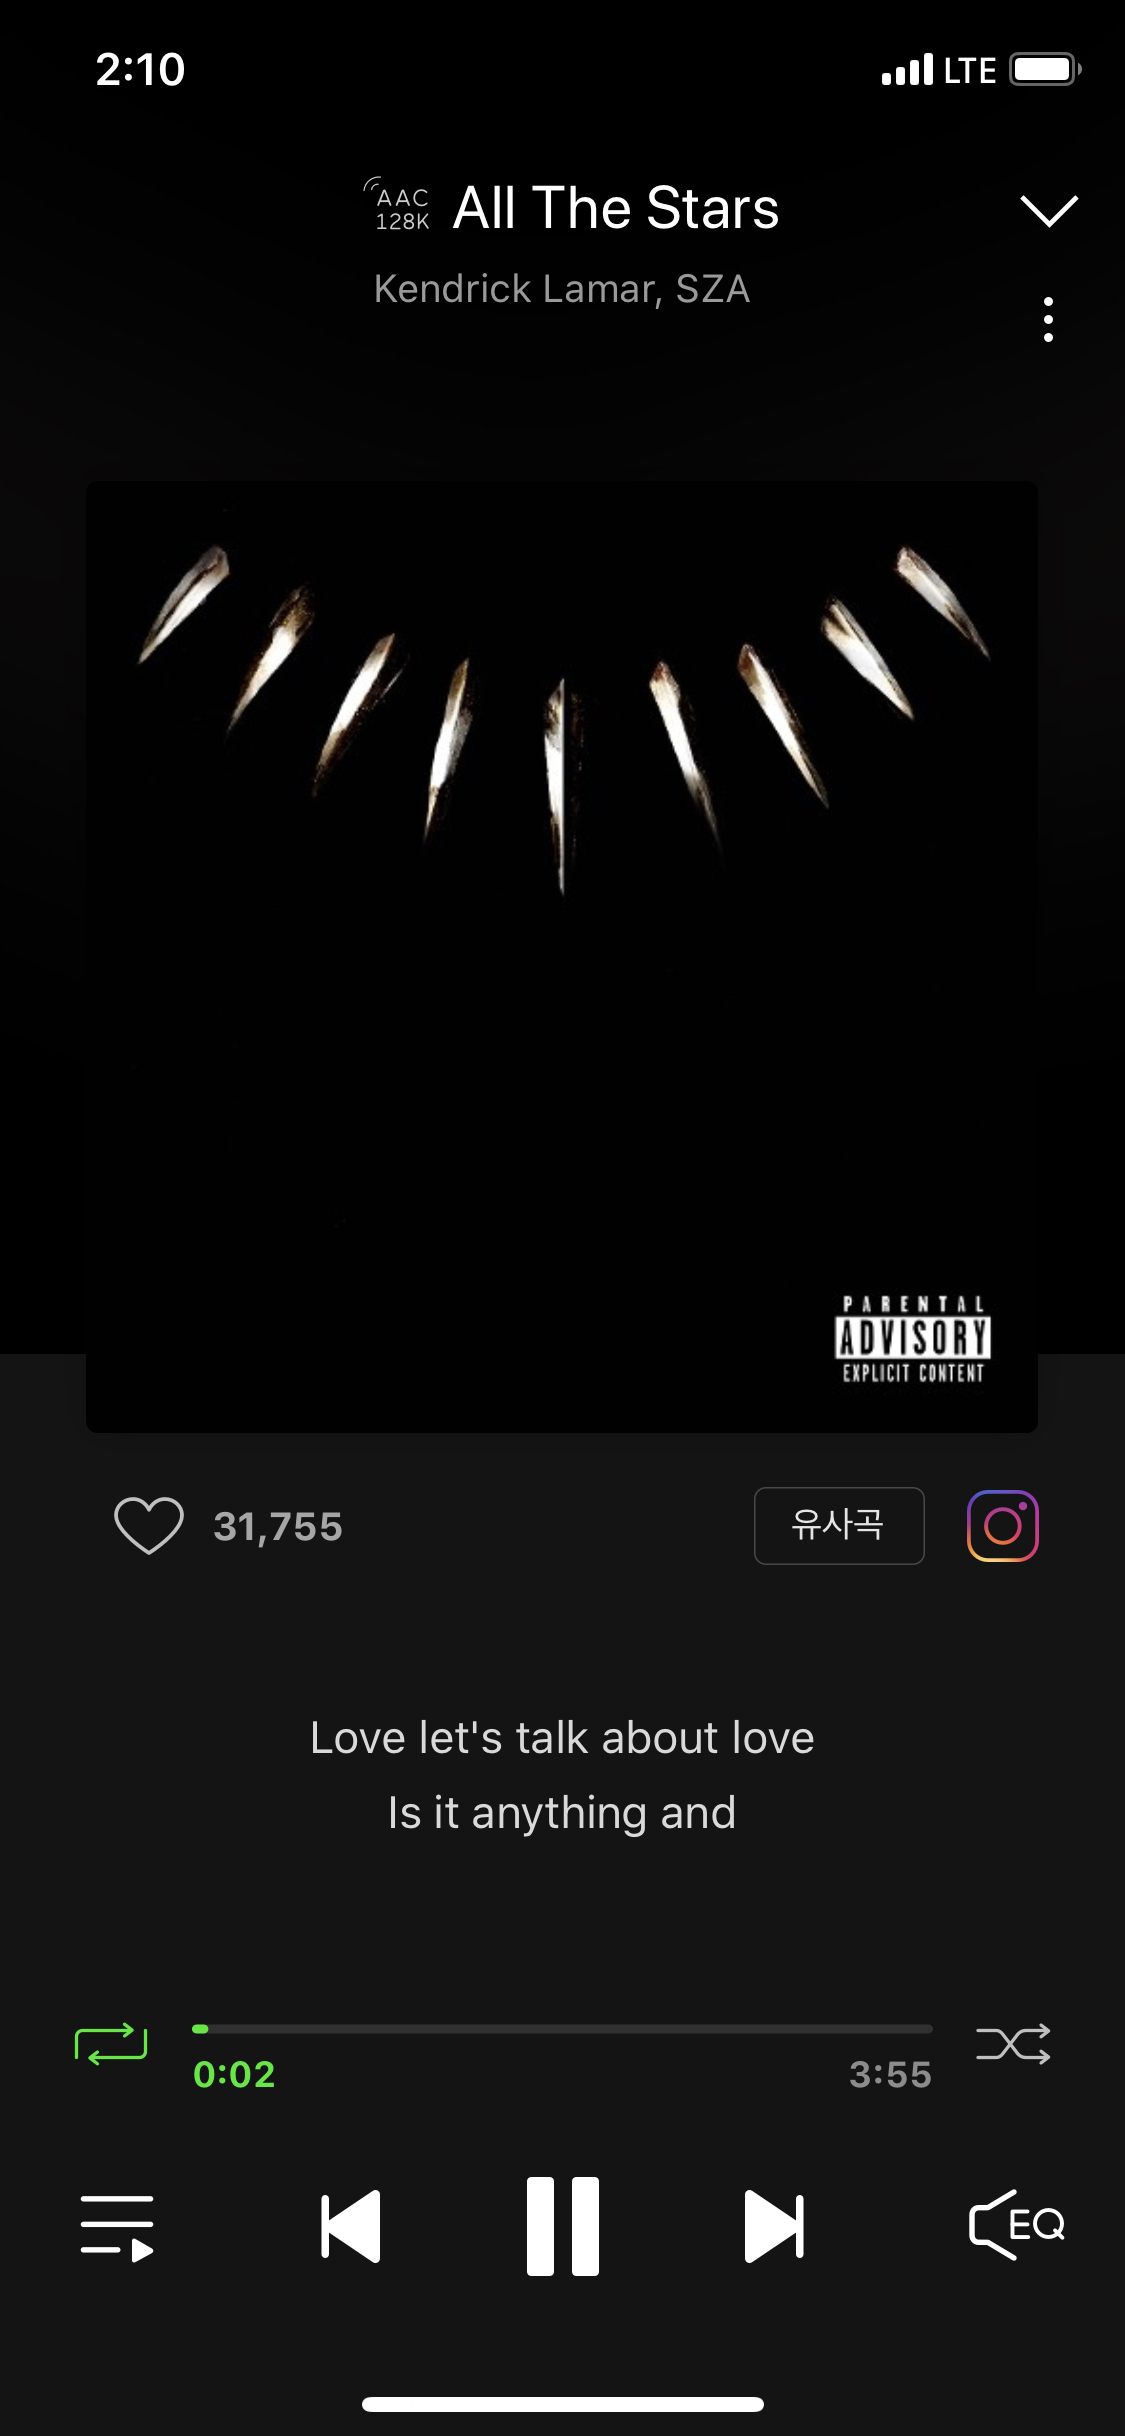 2:10
LTE
AAC
128K
All The Stars
Kendrick Lamar, SZA
PARENTAL
ADVISORY
EXPLICIT CONTENT
31,755
유사곡
Love let's talk about love
Is it anything and
0:02
3:55
EQ